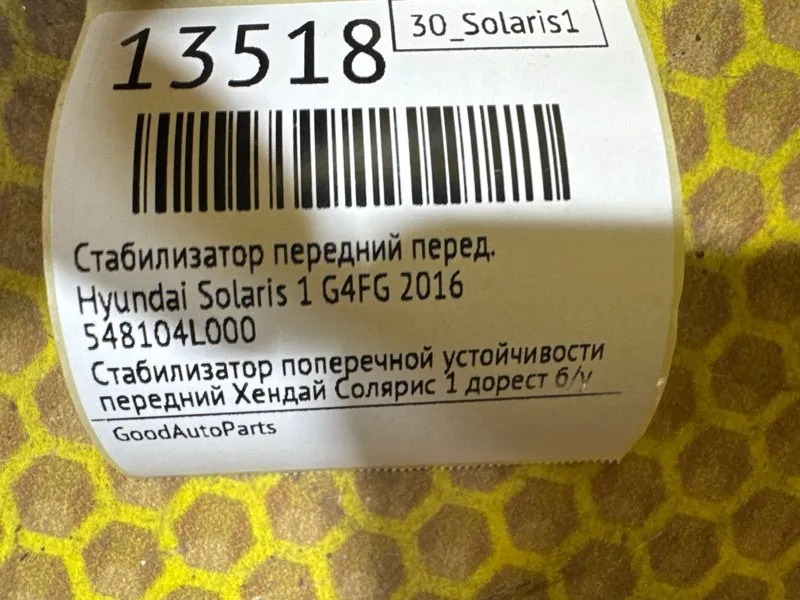 30_Solaris1
13518
Стабилизатор передний перед.
Hyundai Solaris 1 G4FG 2016
548104L000
Стабилизатор поперечной устойчивости
передний Хендай Солярис 1 дорест б/у
GoodAutoParts